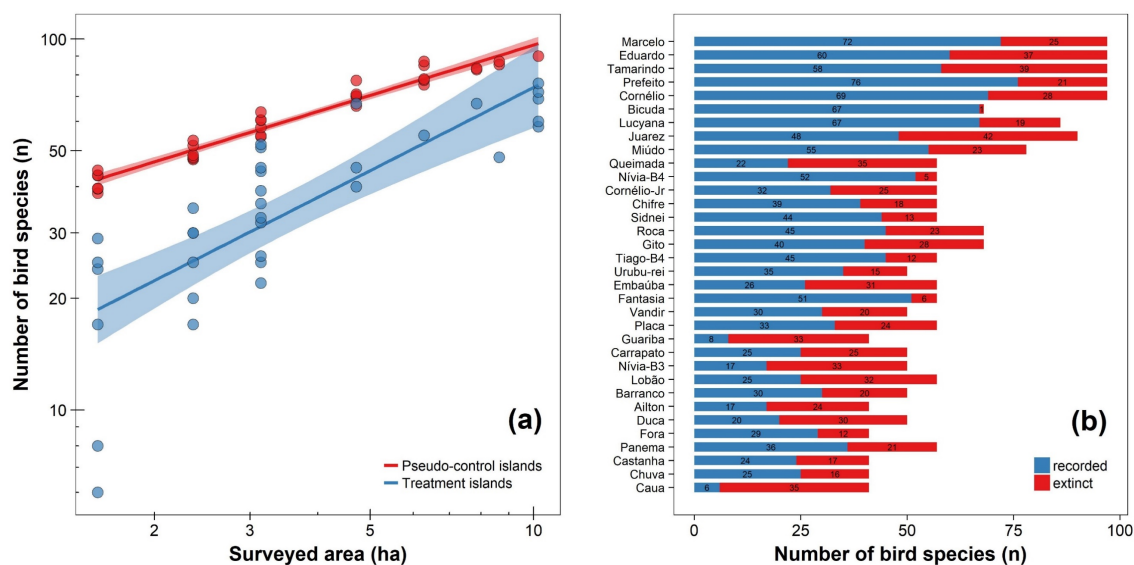 100
50
30
20
10
Number of bird species (n)
(a)
Pseudo-control islands
Treatment islands
2
3
5
10
Surveyed area (ha)
Marcelo 72 25
Eduardo 60 37
Tamarindo 58 39
Prefeito 76 21
Cornélio 69 28
Bicuda 67
Lucyana 67 19
Juarez 48 42
Miúdo 55 23
Queimada 22 35
Nívia-B4 52 5
Cornélio-Jr 32 25
Chifre 39 18
Sidnei 44 13
Roca 45 23
Gito 40 28
Tiago-B4 45 12
Urubu-rei 35 15
Embaúba 26 31
Fantasia 51 6
Vandir 30 20
Placa 33 24
Guariba 8 33
Carrapato 25 25
Nívia-B3 17 33
Lobão 25 32
Barranco 30 20
Ailton 17 24
Duca 20 30
Fora 29 12
Panema 36 21
Castanha 24 17
Chuva 25 16
Caua 6 35
(b)
recorded
extinct
0
25
50
75
100
Number of bird species (n)